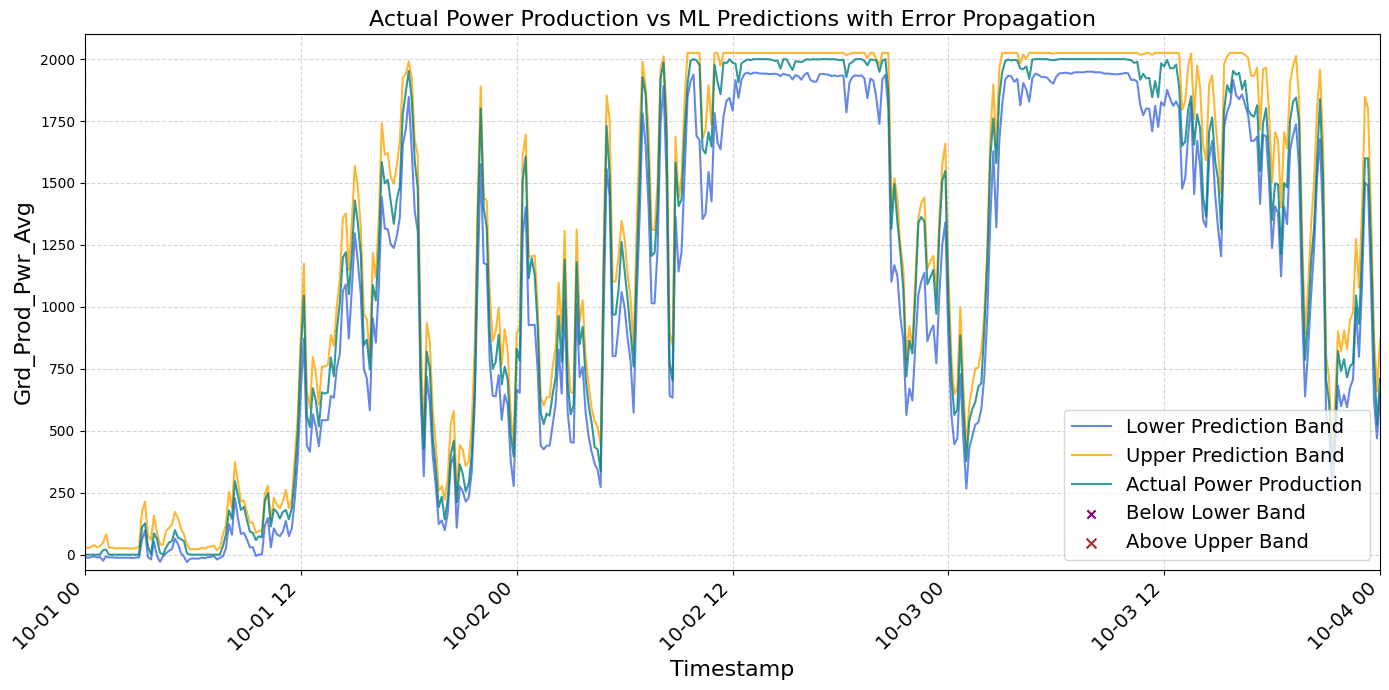 Actual Power Production vs ML Predictions with Error Propagation
Grd_Prod_Pwr_Avg
2000
1750
1500
1250
1000
750
500
250
0
Lower Prediction Band
Upper Prediction Band
Actual Power Production
Below Lower Band
Above Upper Band
10-01 00
10-01 12
10-02 00
10-02 12
10-03 00
10-03 12
10-04 00
Timestamp